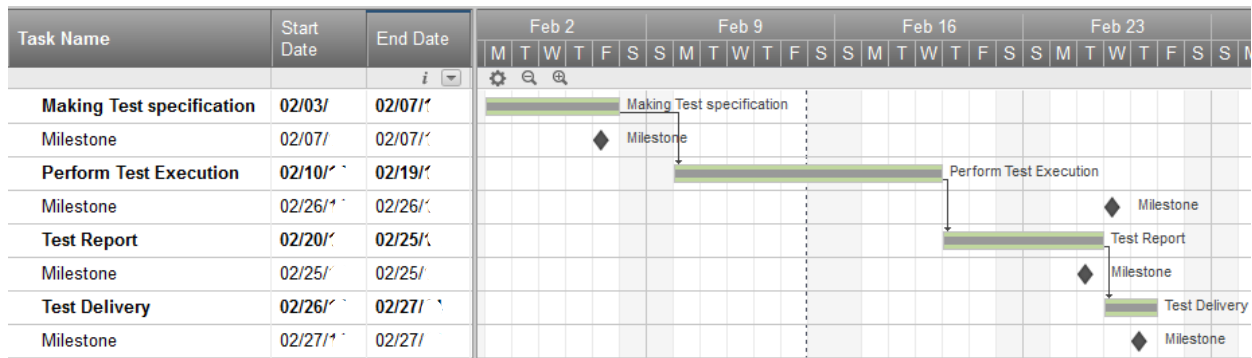 Task Name Start Date End Date Feb 2 Feb 9 Feb 16 Feb 23
M T W T F S S M T W T F S S M T W T F S S M T W T F S S M
i
Making Test specification 02/03/ 02/07/ Making Test specification
Milestone 02/07/ 02/07/ Milestone
Perform Test Execution 02/10/ 02/19/ Perform Test Execution
Milestone 02/26/ 02/26/ Milestone
Test Report 02/20/ 02/25/ Test Report
Milestone 02/25/ 02/25/ Milestone
Test Delivery 02/26/ 02/27/ Test Delivery
Milestone 02/27/ 02/27/ Milestone